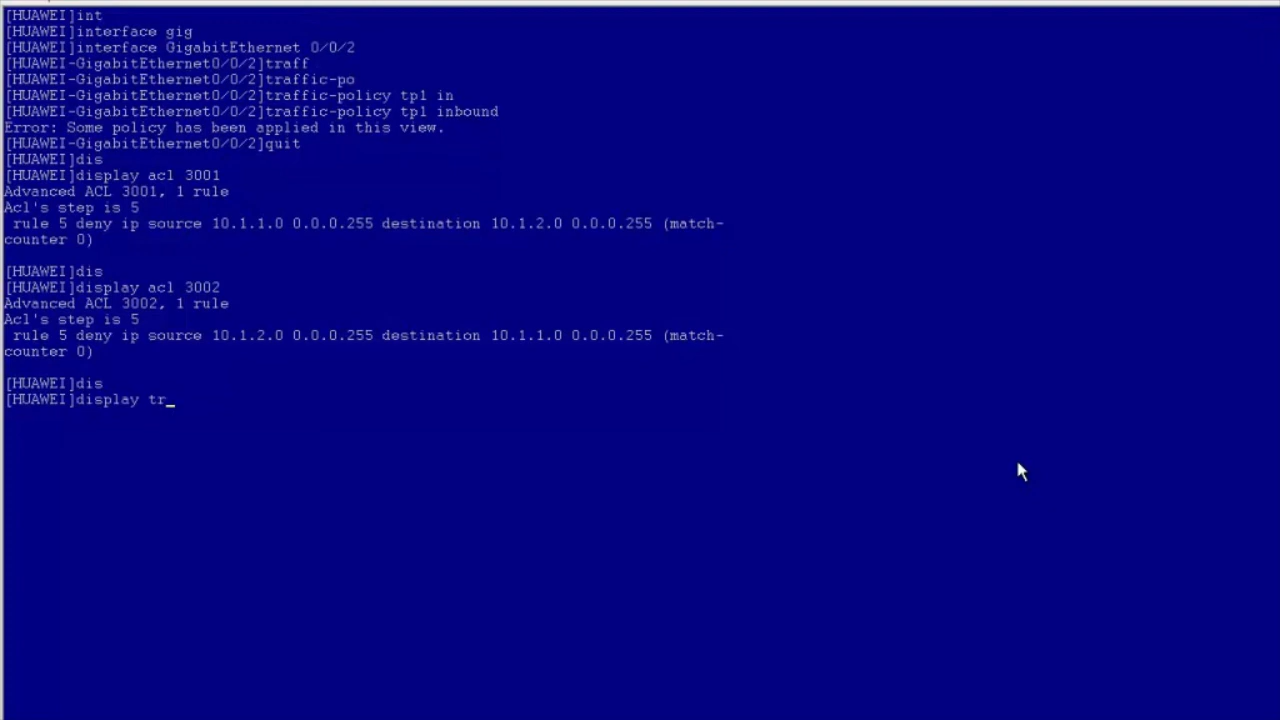 [HUAWEI]int
[HUAWEI]interface gig
[HUAWEI]interface GigabitEthernet 0/0/2
[HUAWEI-GigabitEthernet0/0/2]traff
[HUAWEI-GigabitEthernet0/0/2]traffic-po
[HUAWEI-GigabitEthernet0/0/2]traffic-policy tp1 in
[HUAWEI-GigabitEthernet0/0/2]traffic-policy tp1 inbound
Error: Some policy has been applied in this view.
[HUAWEI-GigabitEthernet0/0/2]quit
[HUAWEI]dis
[HUAWEI]display acl 3001
Advanced ACL 3001, 1 rule
Acl's step is 5
 rule 5 deny ip source 10.1.1.0 0.0.0.255 destination 10.1.2.0 0.0.0.255 (match-
counter 0)

[HUAWEI]dis
[HUAWEI]display acl 3002
Advanced ACL 3002, 1 rule
Acl's step is 5
 rule 5 deny ip source 10.1.2.0 0.0.0.255 destination 10.1.1.0 0.0.0.255 (match-
counter 0)

[HUAWEI]dis
[HUAWEI]display tr_